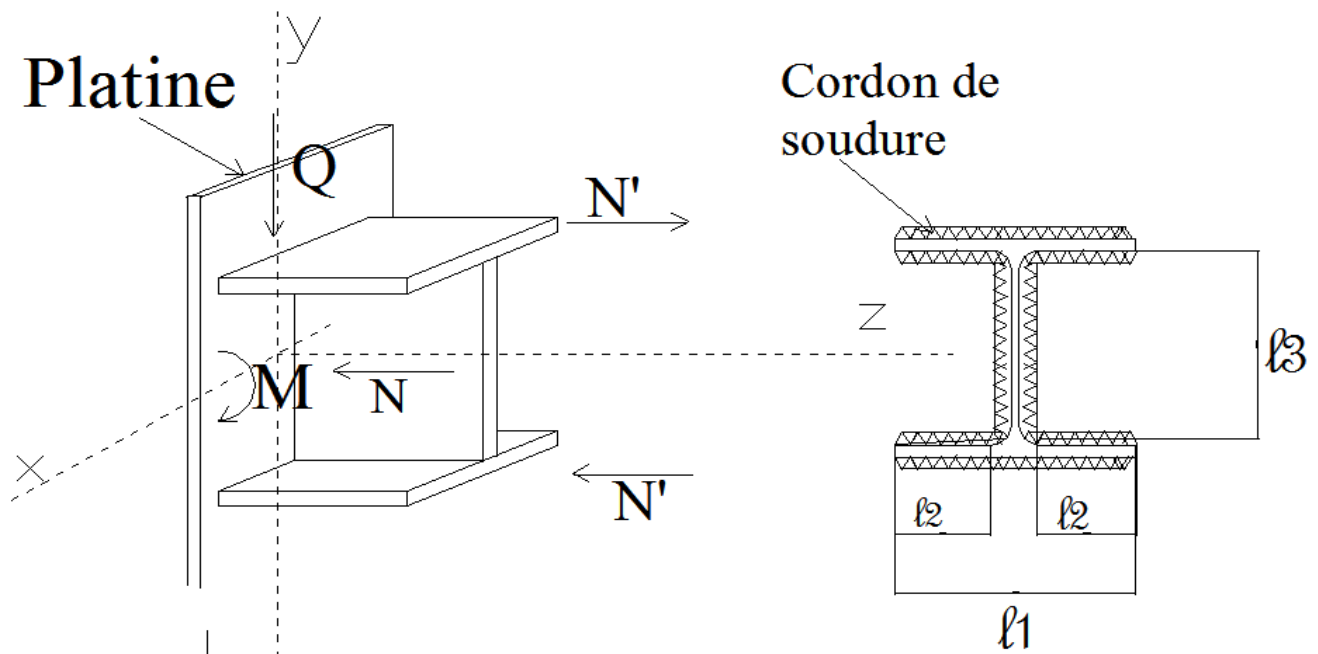 y
Platine
Q
N'
M
N
x
N'
Cordon de
soudure
z
ℓ3
ℓ2
ℓ2
ℓ1